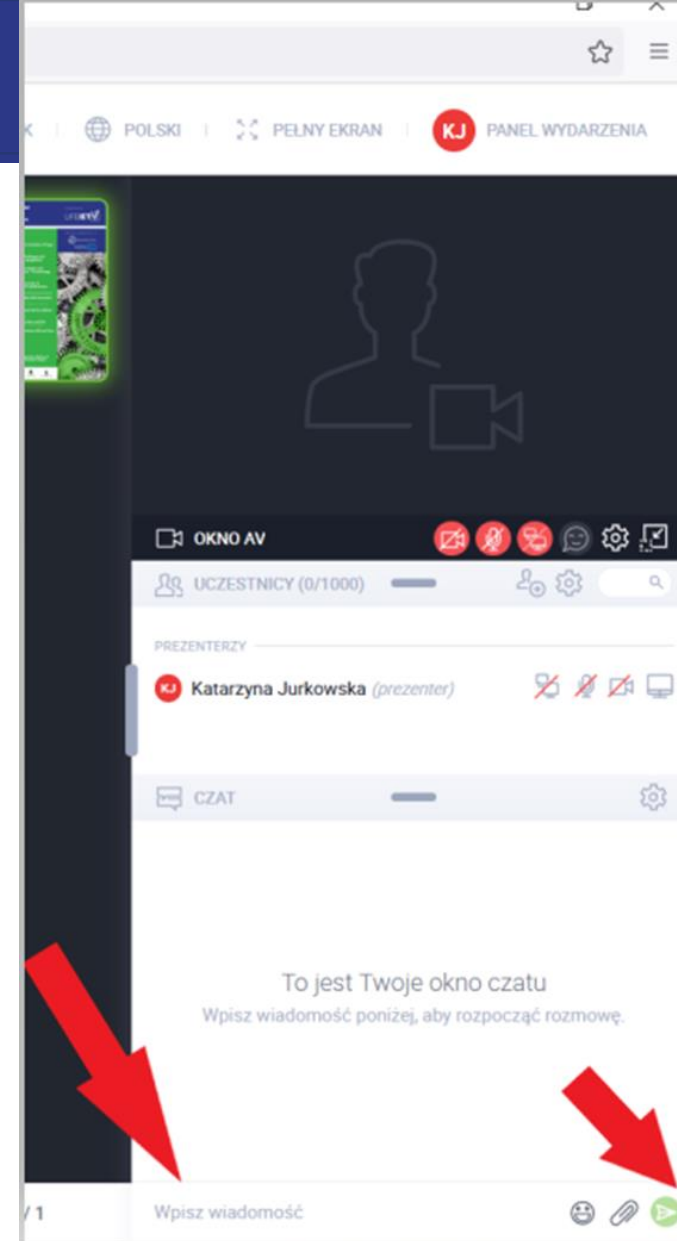 POLSKI
PEŁNY EKRAN
KJ
PANEL WYDARZENIA
OKNO AV
UCZESTNICY (0/1000)
PREZENTERZY
KJ Katarzyna Jurkowska (prezenter)
CZAT
To jest Twoje okno czatu
Wpisz wiadomość poniżej, aby rozpocząć rozmowę.
/ 1
Wpisz wiadomość